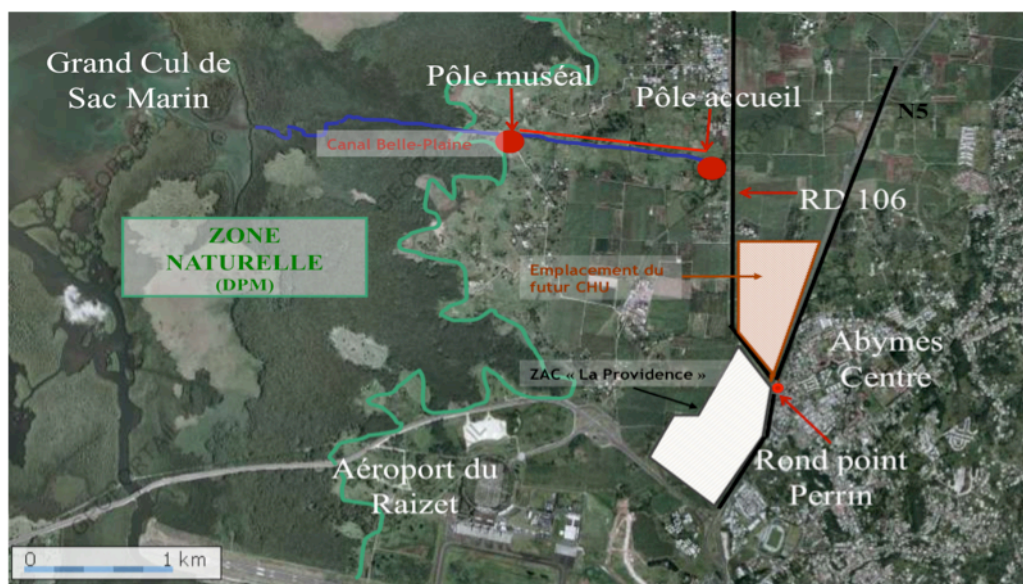 Grand Cul de
Sac Marin
Pôle muséal
Pôle accueil
N5
Canal Belle-Plaine
RD 106
ZONE
NATURELLE
(DPM)
Emplacement du
futur CHU
ZAC « La Providence »
Abymes
Centre
Aéroport du
Raizet
Rond point
Perrin
0 1 km